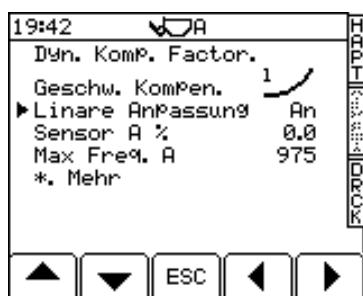 19:42 A
Dyn. Komp. Factor.
Geschw. Kompen. 1
Linare Anpassung An
Sensor A % 0.0
Max Freq. A 975
*. Mehr
ESC
HAPT
DRCK